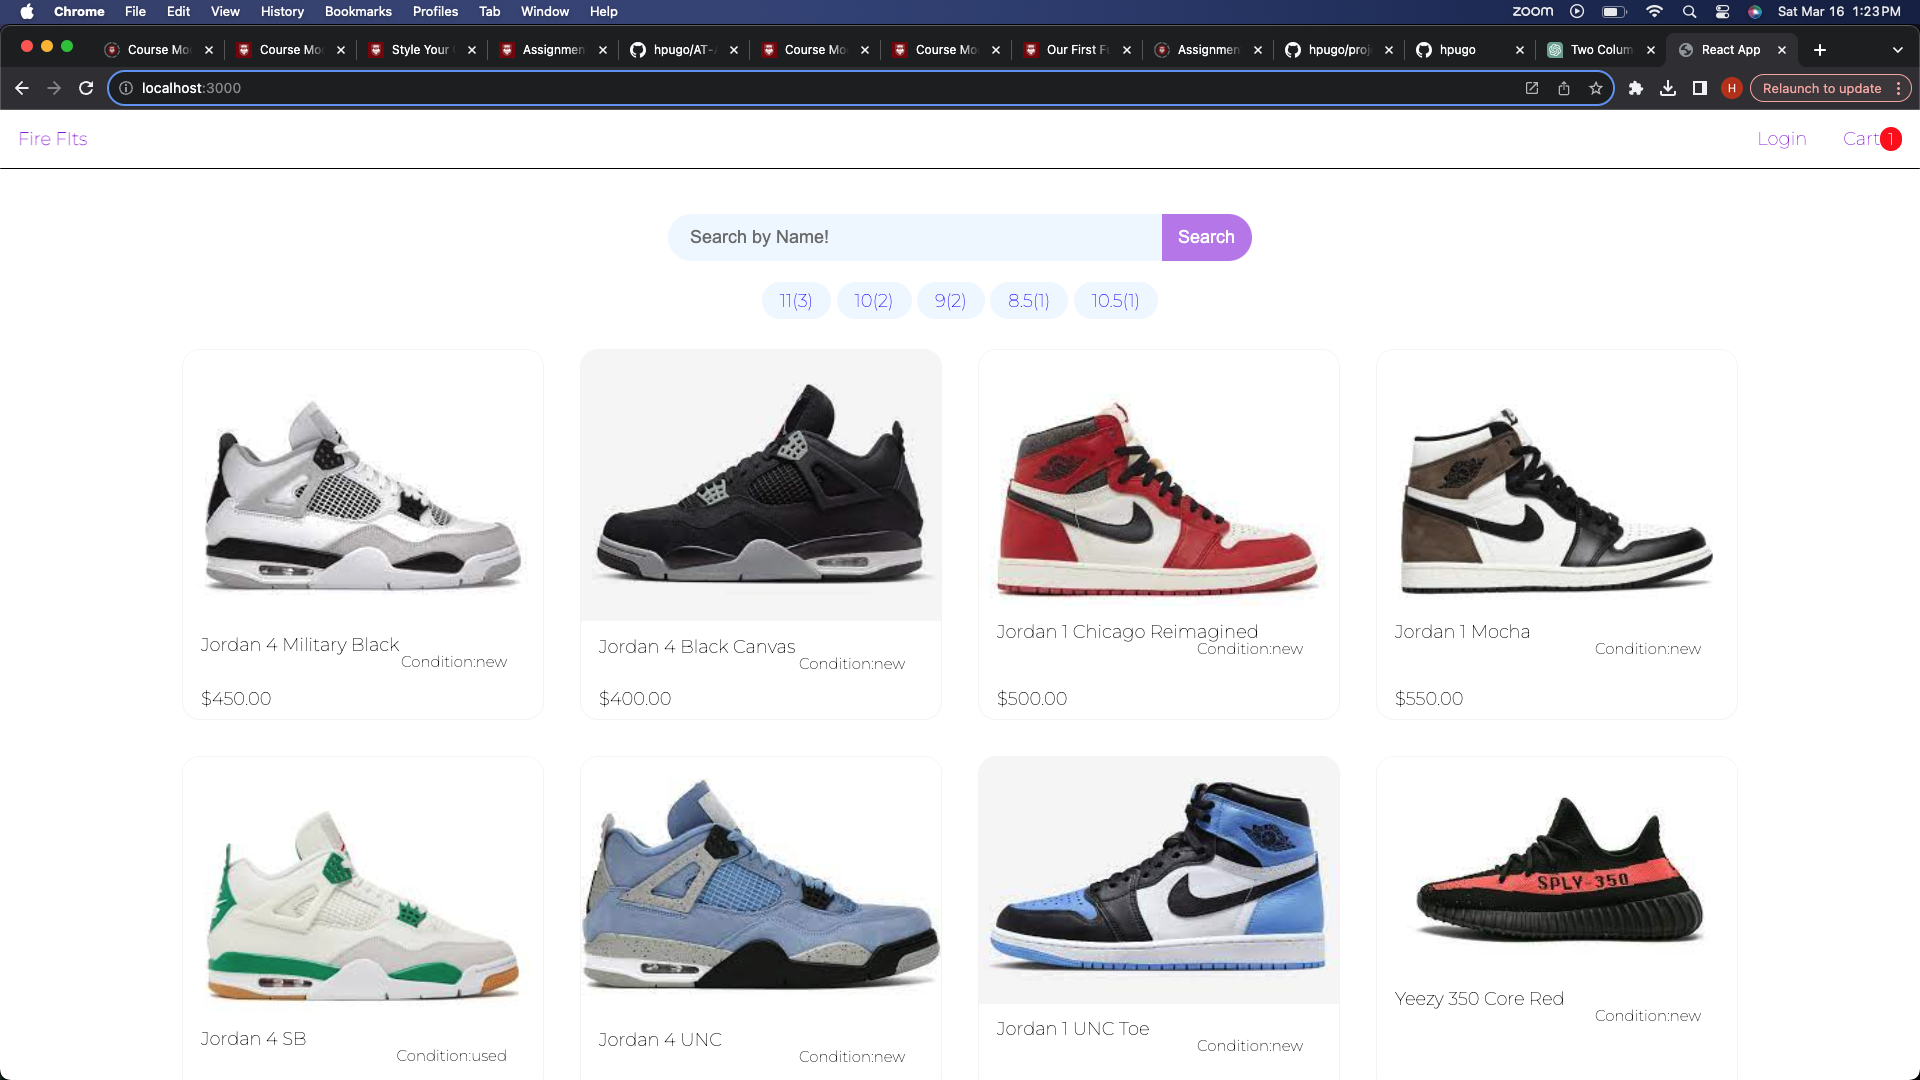 Chrome File Edit View History Bookmarks Profiles Tab Window Help zoom Sat Mar 16 1:23 PM
Course Mo Course Mo Style Your Assignmen hpugo/AT- Course Mo Course Mo Our First F Assignmen hpugo/proj hpugo Two Colum React App
localhost:3000 H Relaunch to update
Fire FIts Login Cart 1
Search by Name! Search
11(3) 10(2) 9(2) 8.5(1) 10.5(1)
Jordan 4 Military Black
Condition:new
$450.00
Jordan 4 Black Canvas
Condition:new
$400.00
Jordan 1 Chicago Reimagined
Condition:new
$500.00
Jordan 1 Mocha
Condition:new
$550.00
SPLY-350
Jordan 4 SB
Condition:used
Jordan 4 UNC
Condition:new
Jordan 1 UNC Toe
Condition:new
Yeezy 350 Core Red
Condition:new